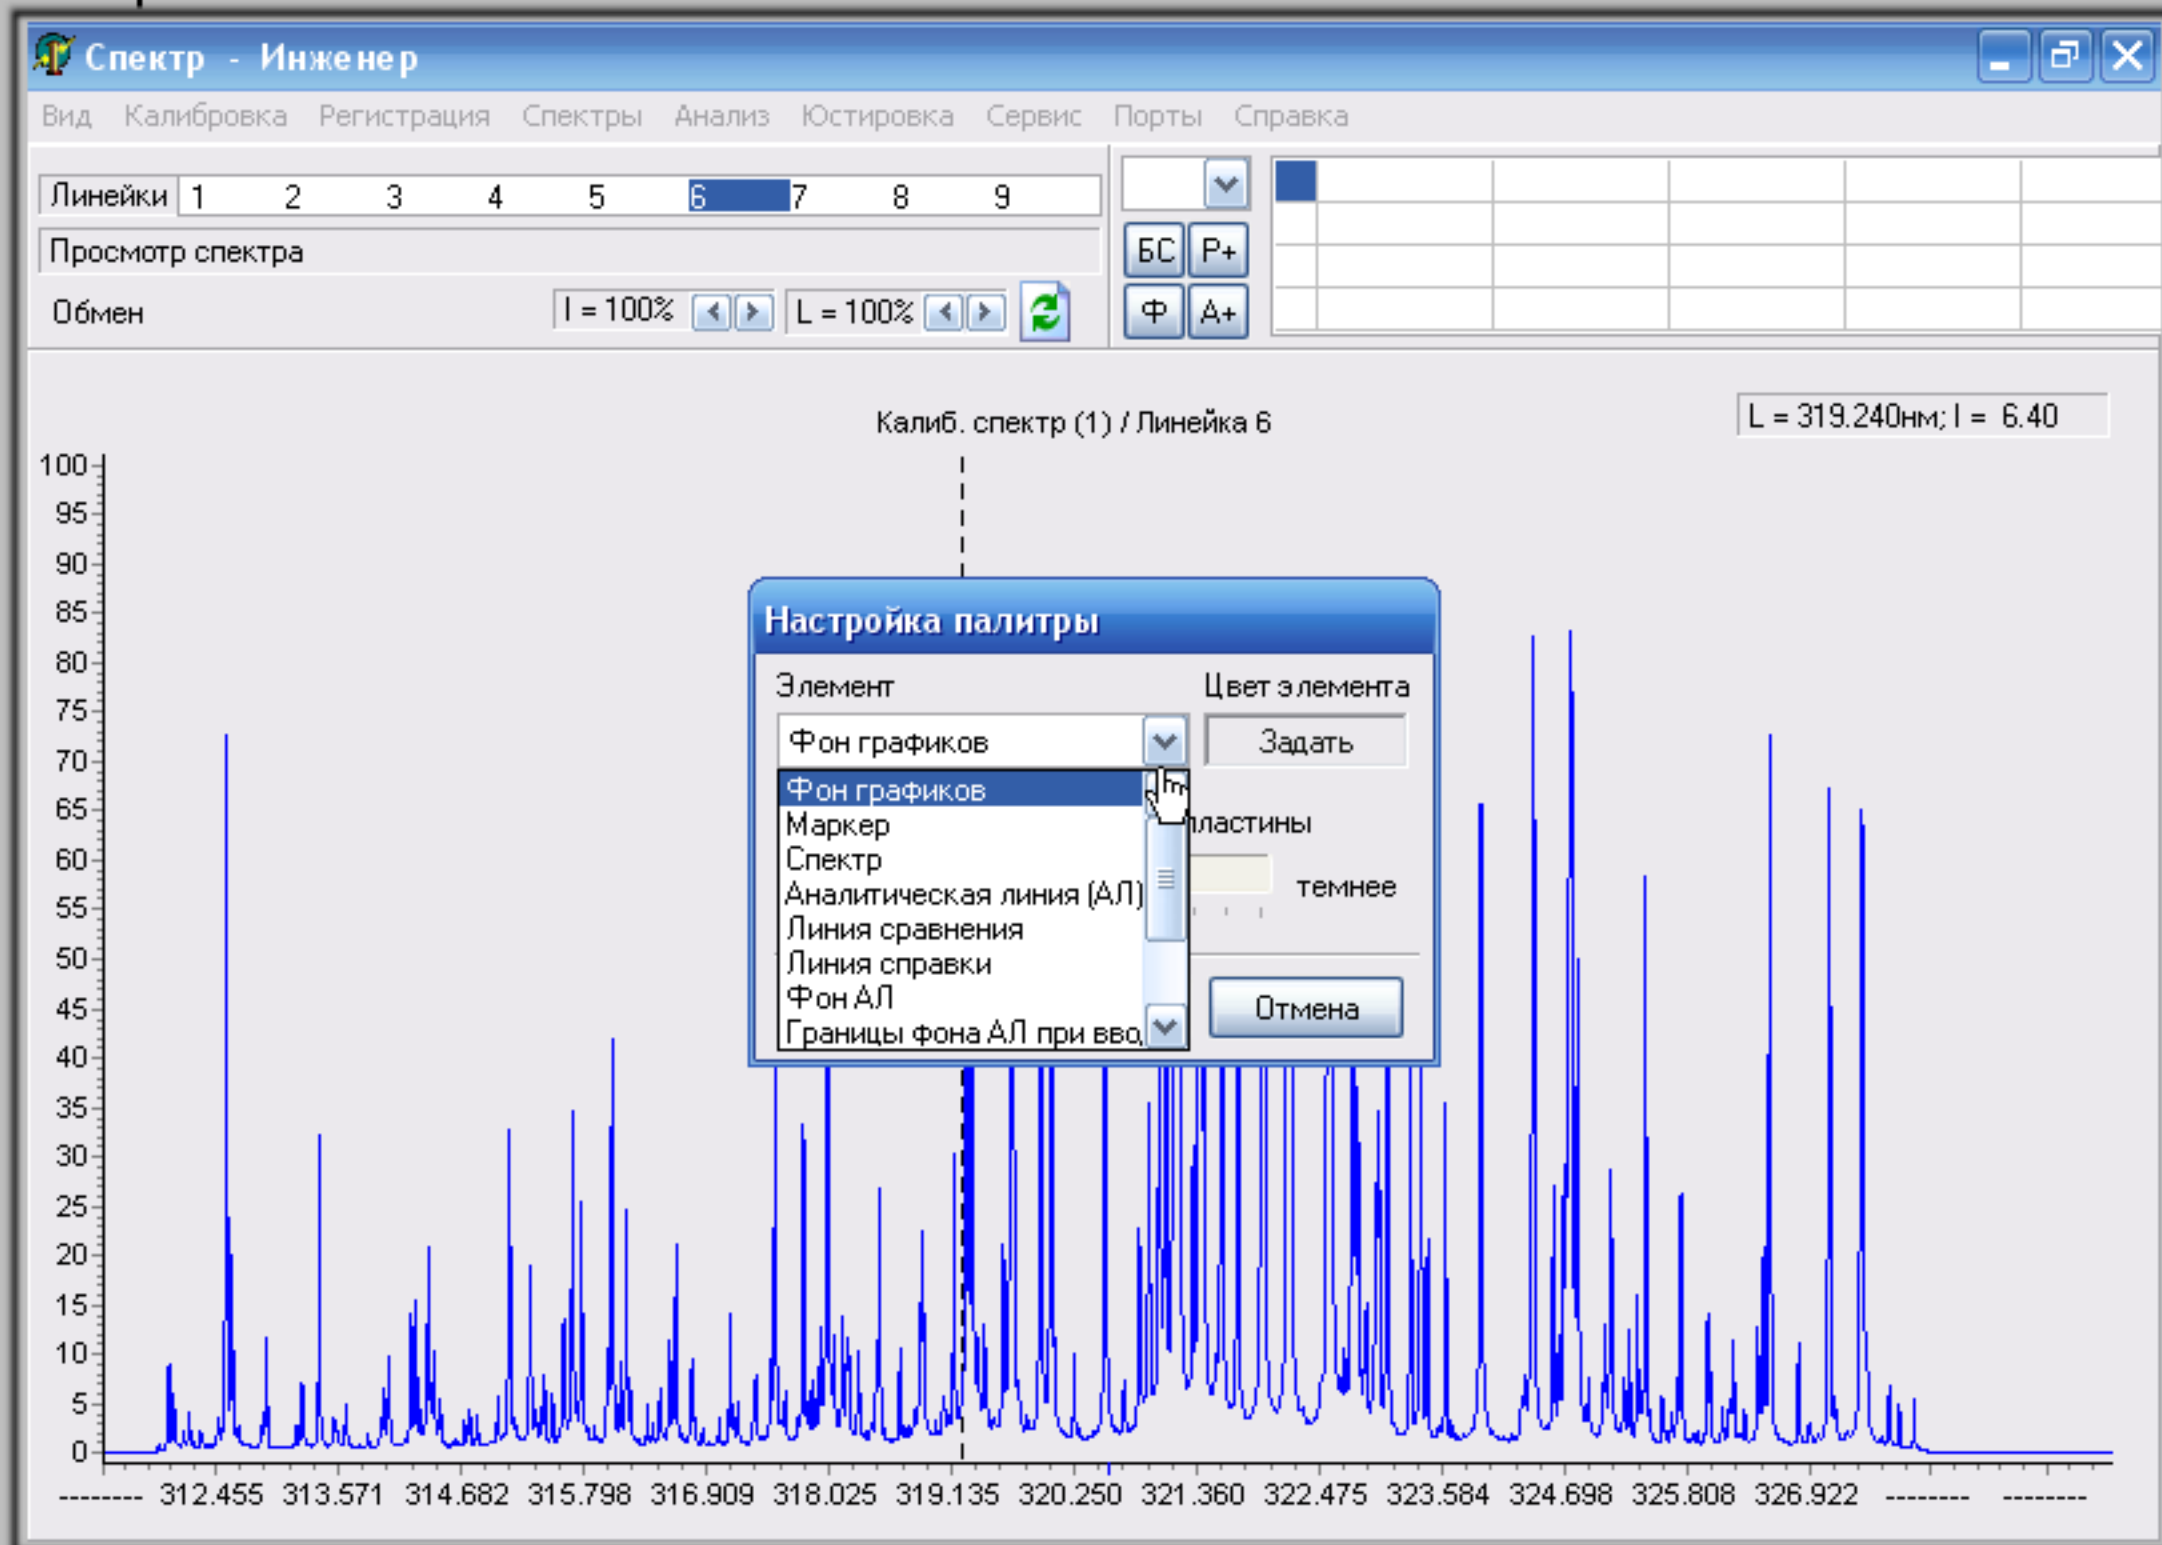 Спектр - Инженер
Вид Калибровка Регистрация Спектры Анализ Юстировка Сервис Порты Справка
Линейки 1 2 3 4 5 6 7 8 9
Просмотр спектра
БС Р+
Обмен I = 100% L = 100%
Ф А+
Калиб. спектр (1) / Линейка 6
L = 319.240нм; I = 6.40
100
95
90
85
80
75
70
65
60
55
50
45
40
35
30
25
20
15
10
5
0
Настройка палитры
Элемент Цвет элемента
Фон графиков Задать
Фон графиков
Маркер
пластины
Спектр
Аналитическая линия (АЛ)
темнее
Линия сравнения
Линия справки
Фон АЛ
Отмена
Границы фона АЛ при вво
-------- 312.455 313.571 314.682 315.798 316.909 318.025 319.135 320.250 321.360 322.475 323.584 324.698 325.808 326.922 -------- --------